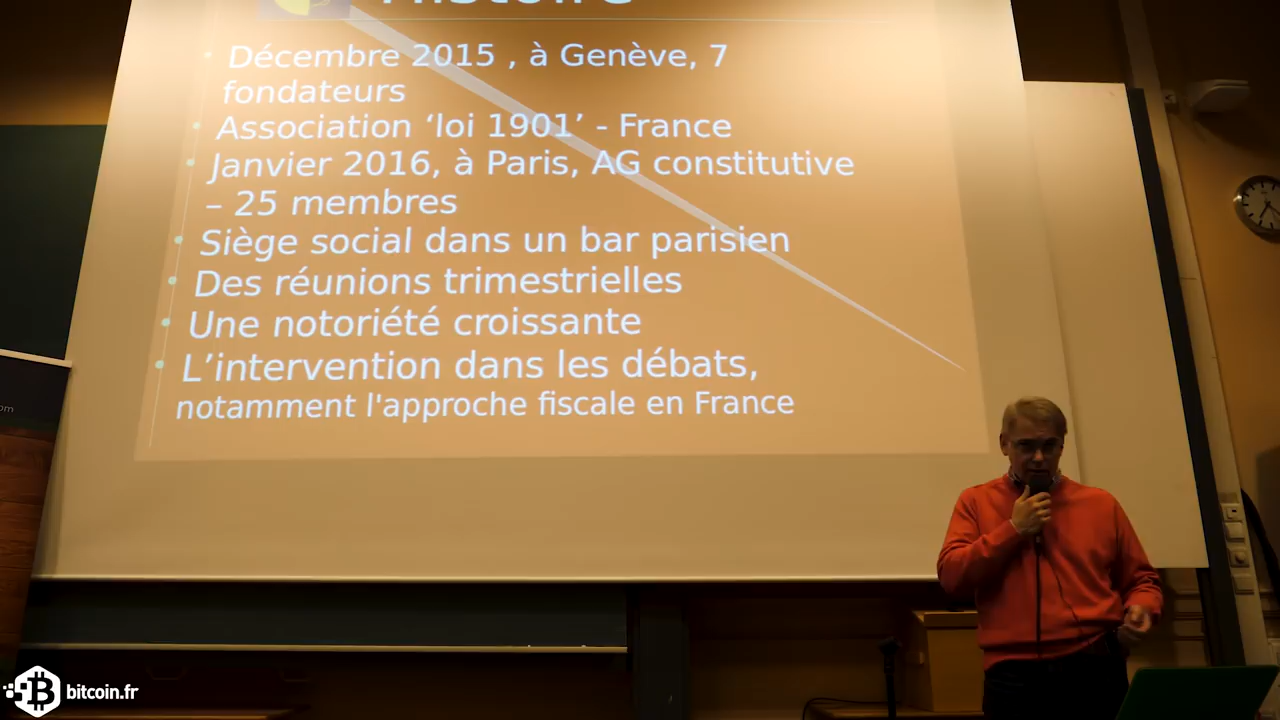 Histoire
Décembre 2015 , à Genève, 7
fondateurs
Association ‘loi 1901’ - France
Janvier 2016, à Paris, AG constitutive
– 25 membres
Siège social dans un bar parisien
Des réunions trimestrielles
Une notoriété croissante
L’intervention dans les débats,
notamment l'approche fiscale en France
om
bitcoin.fr